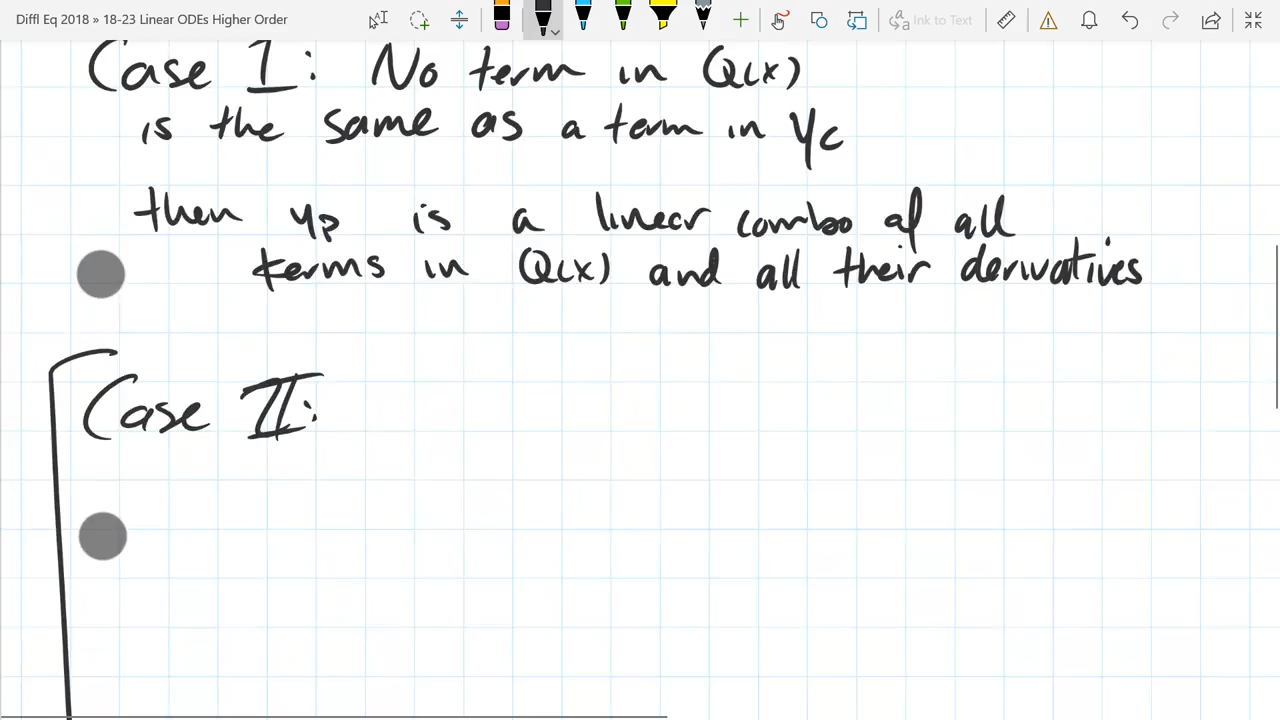 Diffl Eq 2018 » 18-23 Linear ODEs Higher Order
Ink to Text
Case I: No term in Q(x)
is the same as a term in yc
then yp is a linear combo of all
terms in Q(x) and all their derivatives
Case II: